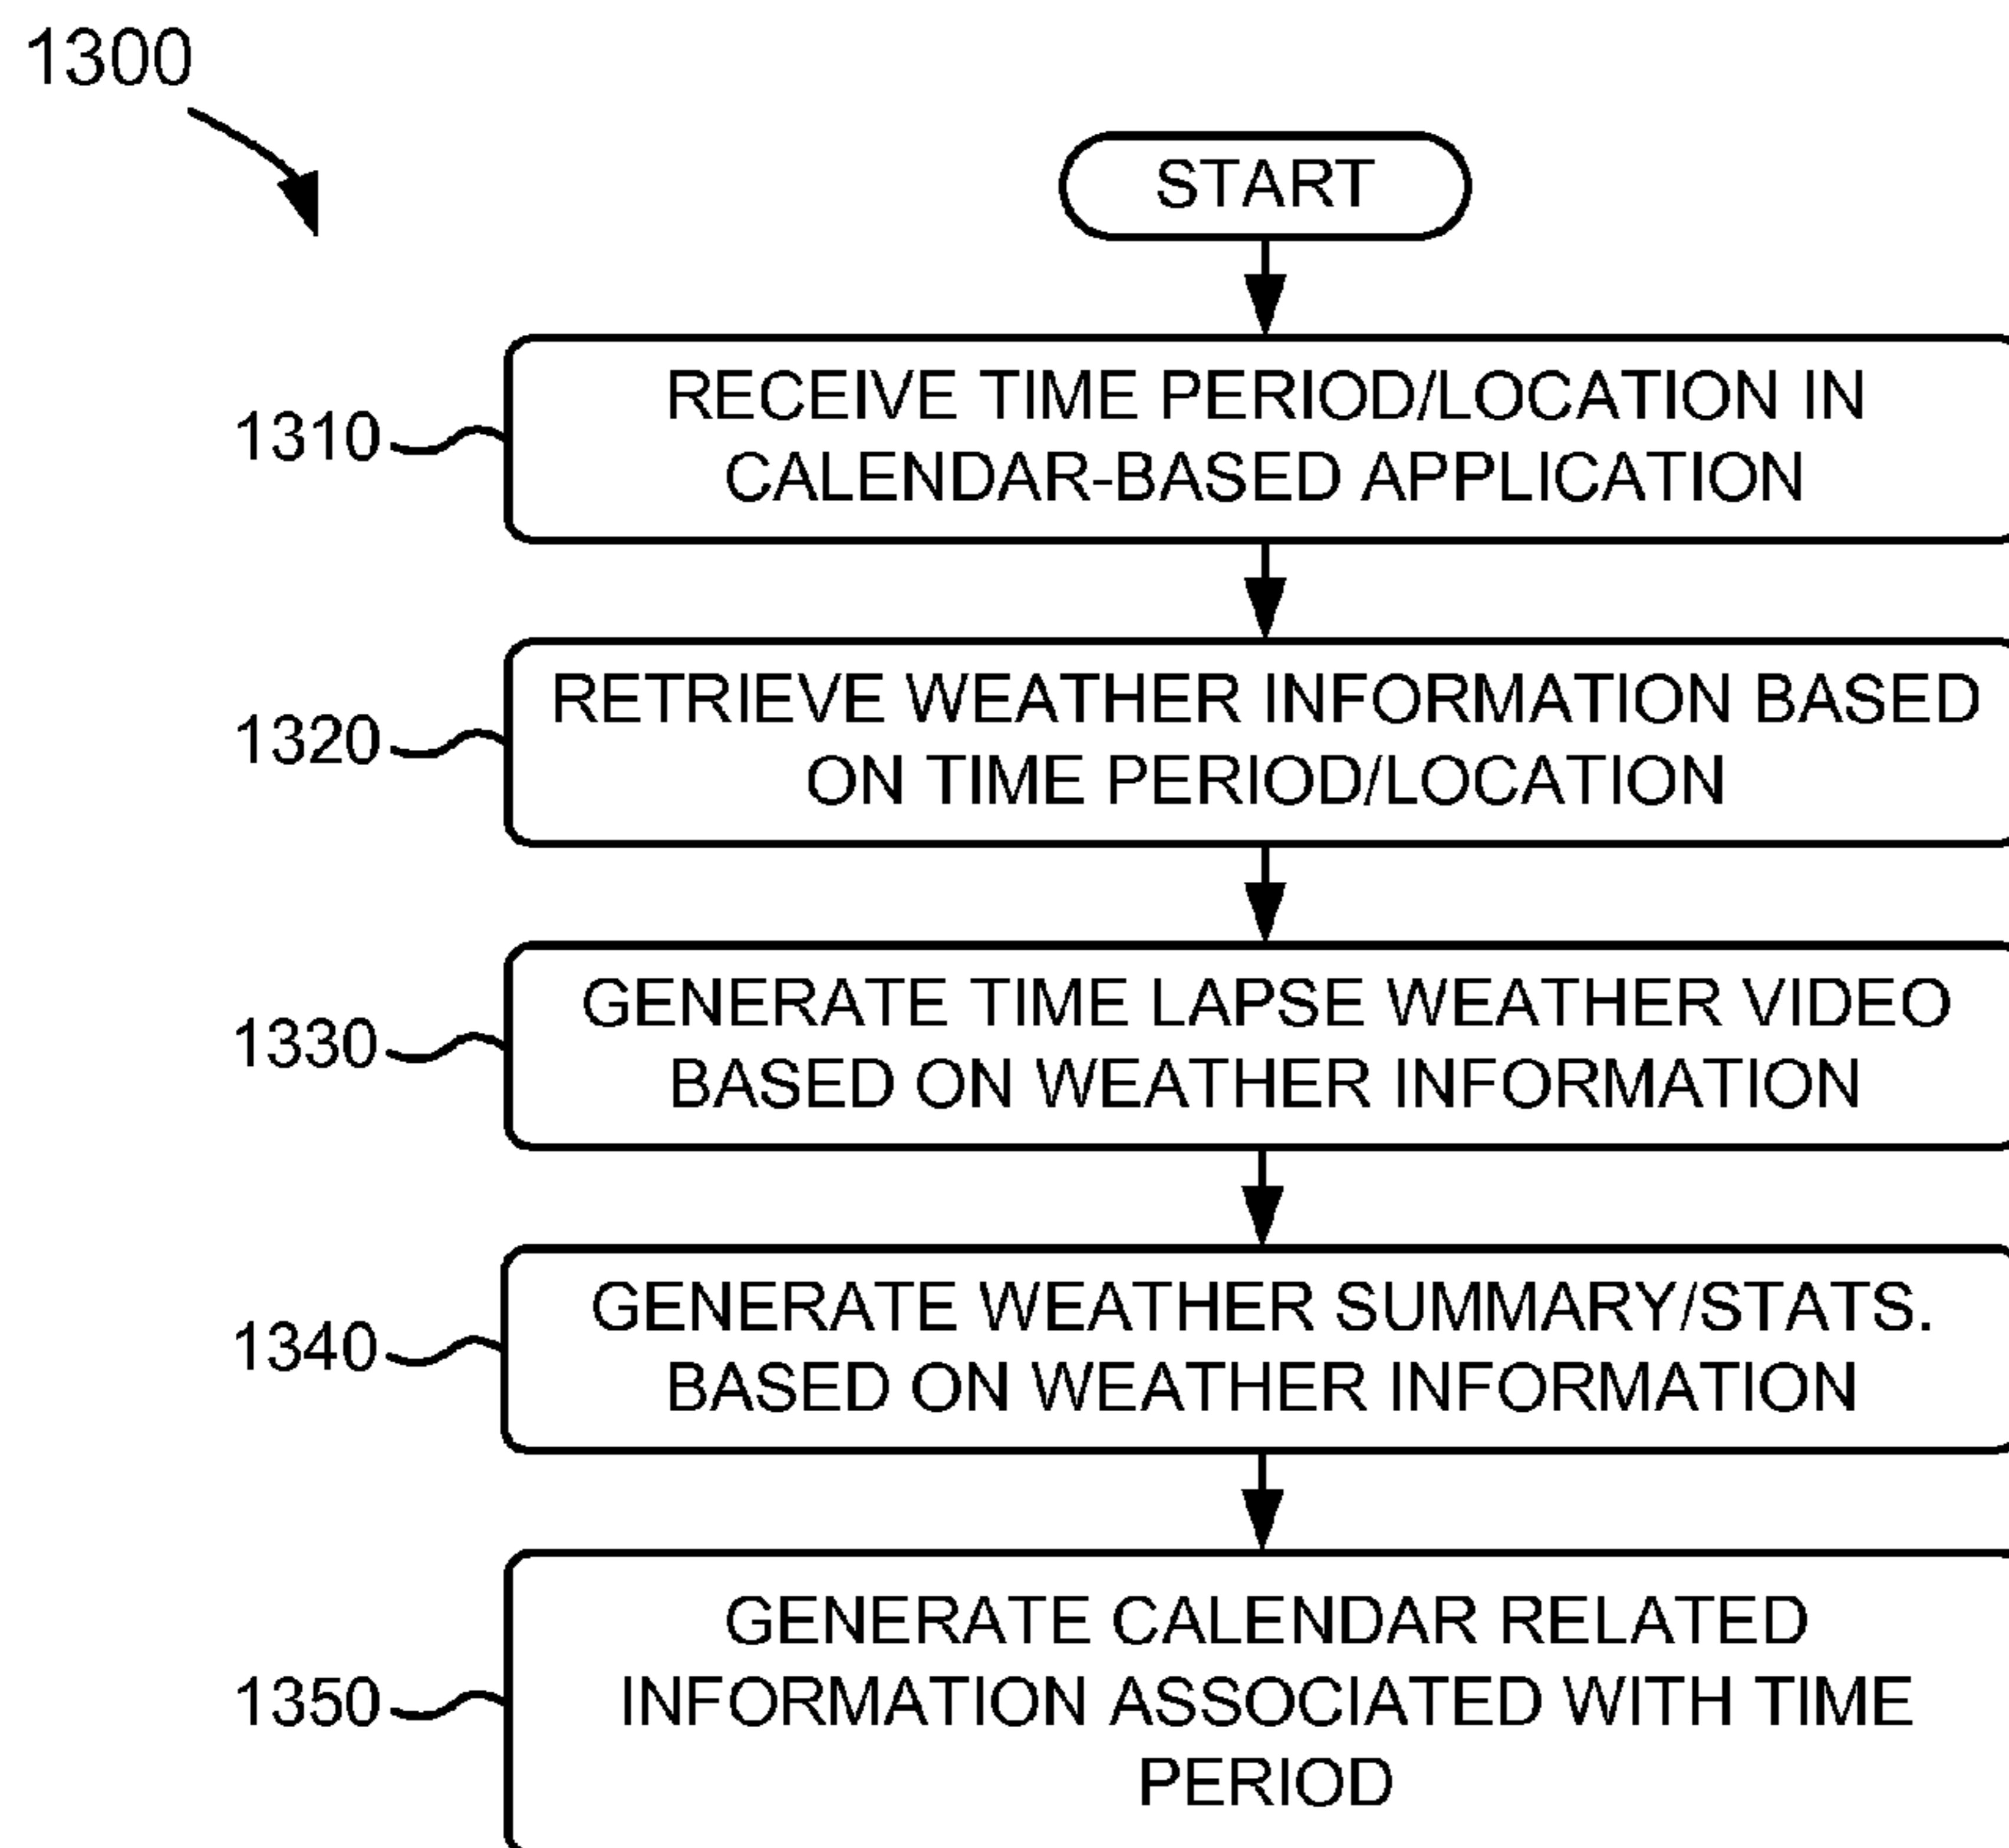 1300
START
1310
RECEIVE TIME PERIOD/LOCATION IN
CALENDAR-BASED APPLICATION
1320
RETRIEVE WEATHER INFORMATION BASED
ON TIME PERIOD/LOCATION
1330
GENERATE TIME LAPSE WEATHER VIDEO
BASED ON WEATHER INFORMATION
1340
GENERATE WEATHER SUMMARY/STATS.
BASED ON WEATHER INFORMATION
1350
GENERATE CALENDAR RELATED
INFORMATION ASSOCIATED WITH TIME
PERIOD